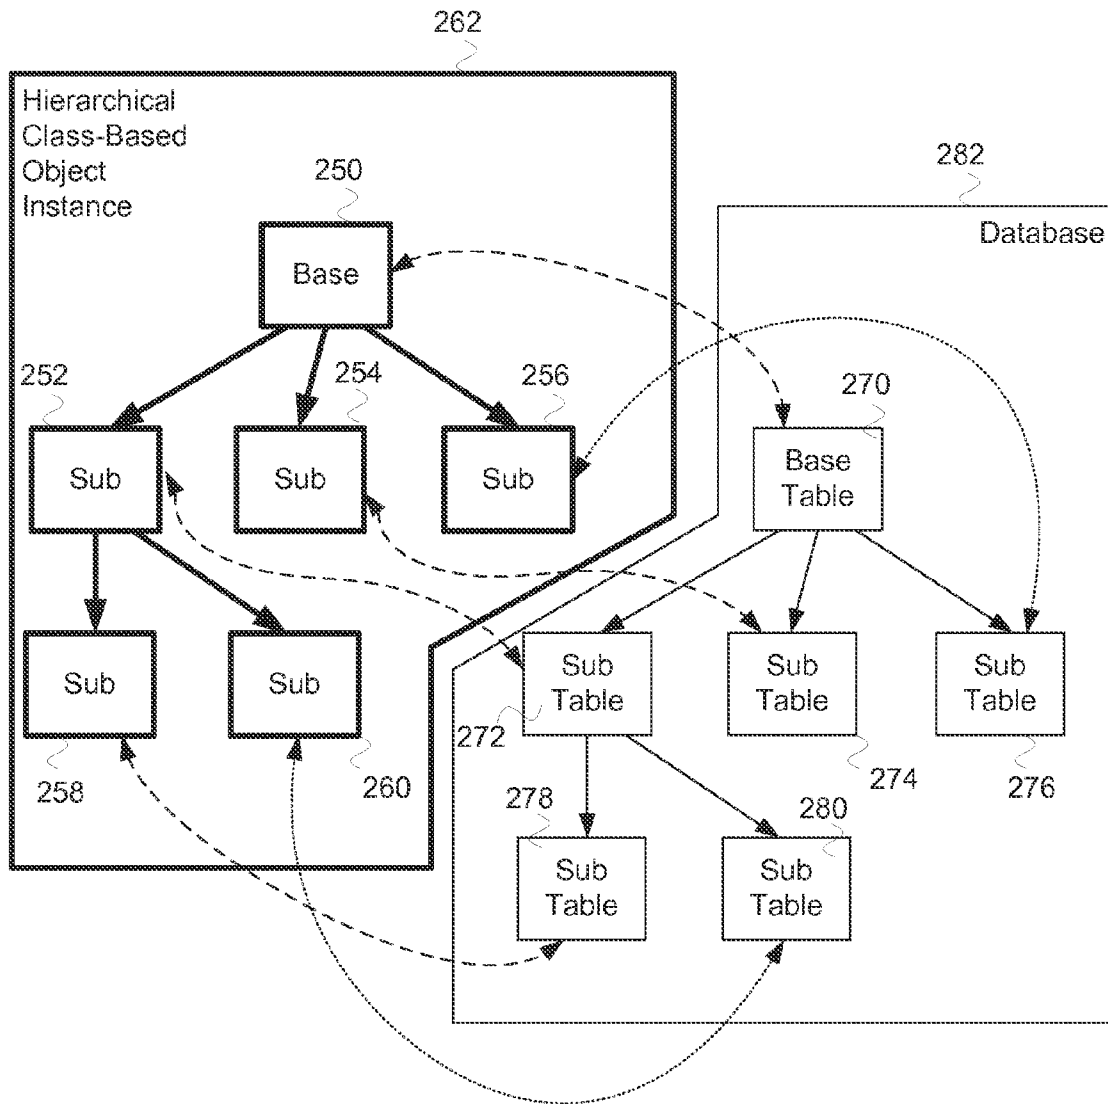 262
Hierarchical
Class-Based
Object
Instance
282
250
Database
Base
252
254
256
270
Sub
Sub
Sub
Base
Table
Sub
Sub
Sub
Table
Sub
Table
Sub
Table
272
258
260
274
276
278
280
Sub
Table
Sub
Table